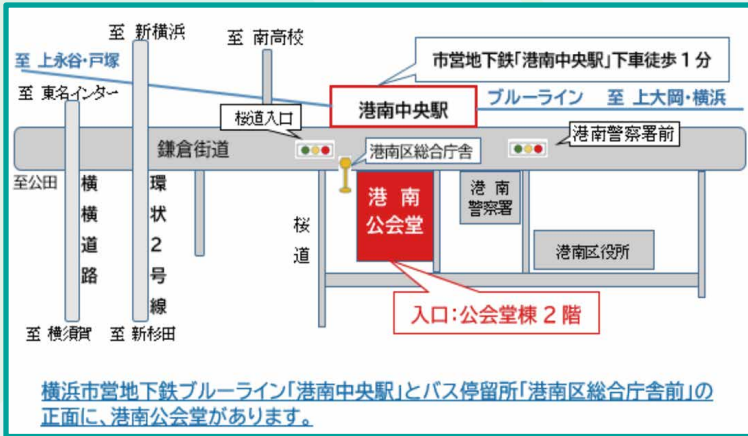 至 新横浜
至 南高校
至 上永谷・戸塚
市営地下鉄「港南中央駅」下車徒歩1分
至 東名インター
港南中央駅
ブルーライン 至 上大岡・横浜
桜道入口
鎌倉街道
港南区総合庁舎
港南警察署前
至公田
横横道路
環状2号線
桜道
港南
公会堂
港南
警察署
港南区役所
入口：公会堂棟2階
至 横須賀
至 新杉田
横浜市営地下鉄ブルーライン「港南中央駅」とバス停留所「港南区総合庁舎前」の
正面に、港南公会堂があります。